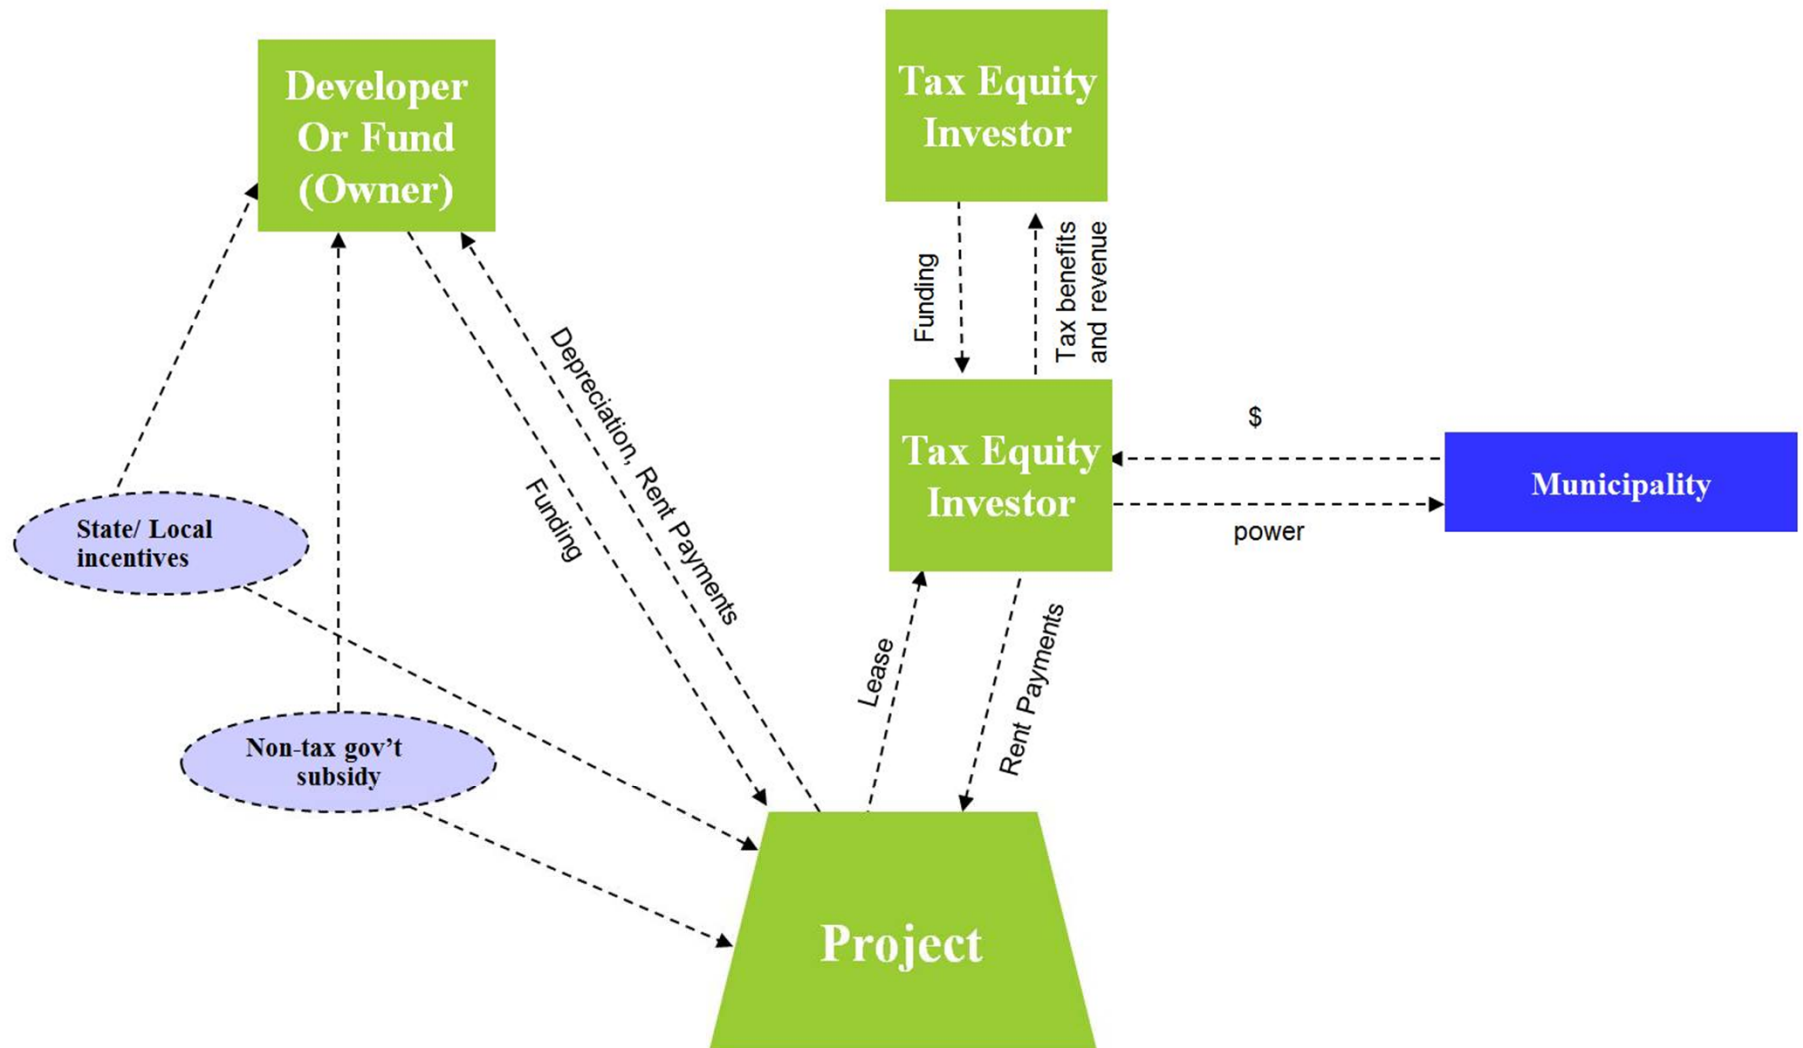 Developer
Or Fund
(Owner)
Tax Equity
Investor
Funding
Tax benefits
and revenue
Depreciation, Rent Payments
Funding
Tax Equity
Investor
$
power
Municipality
State/ Local
incentives
Lease
Rent Payments
Non-tax gov’t
subsidy
Project